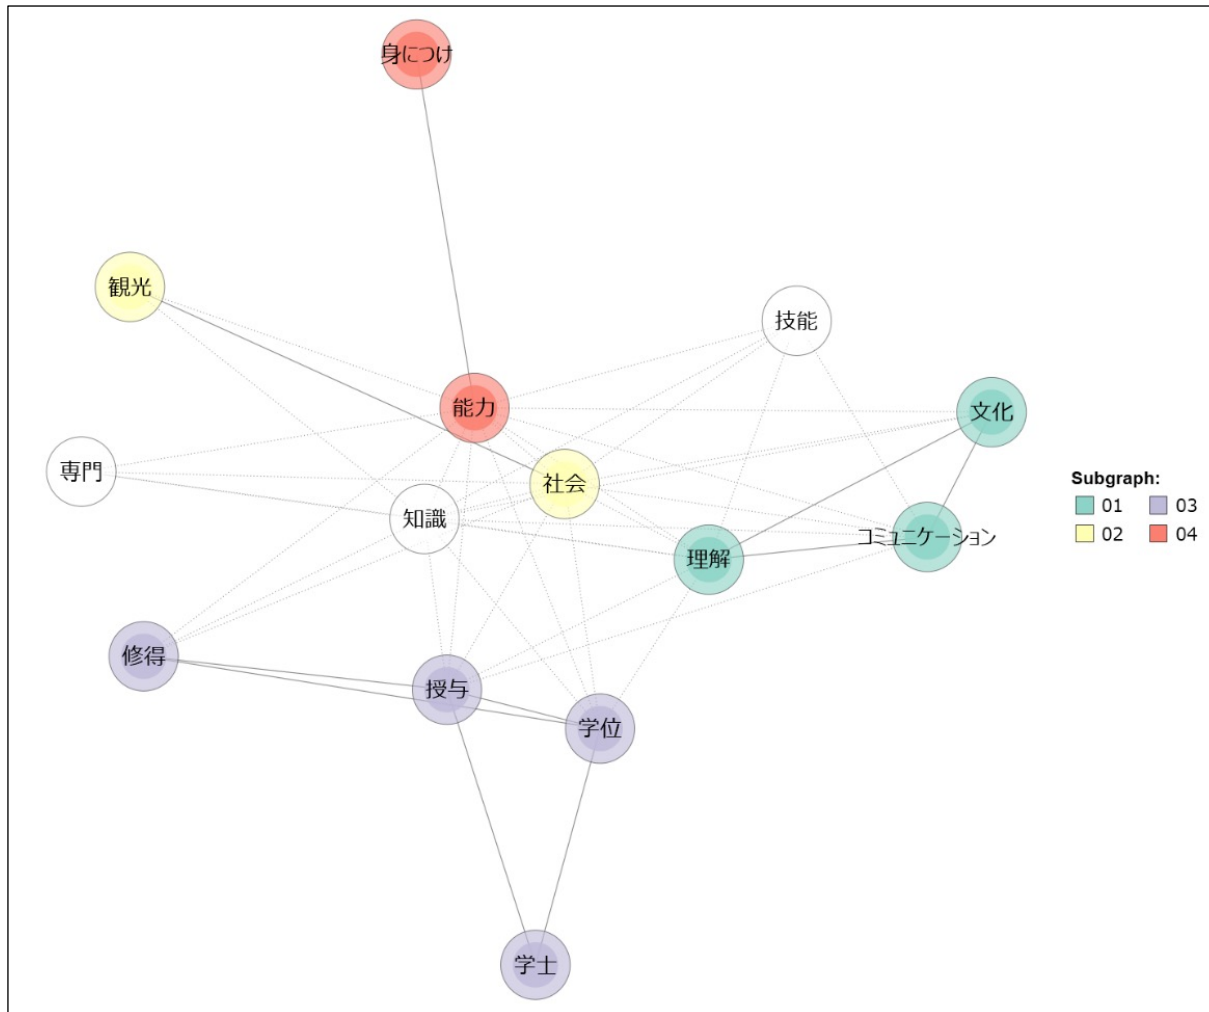 身につけ
観光
技能
能力
文化
専門
社会
知識
コミュニケーション
理解
修得
授与
学位
学士
Subgraph:
01 03
02 04